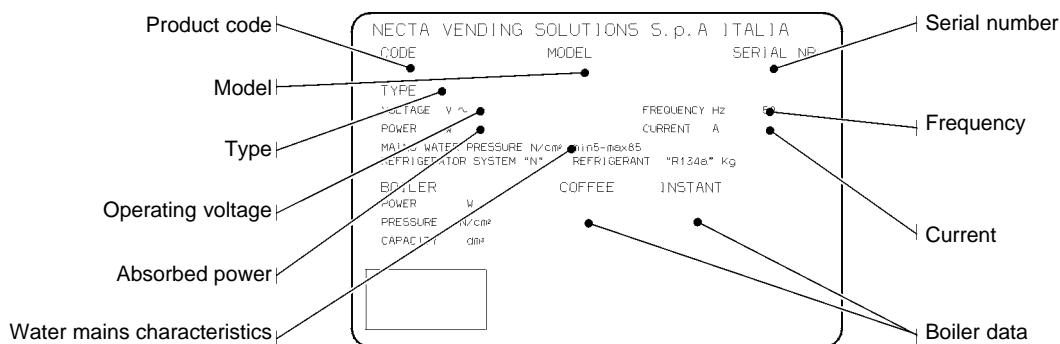 Product code
Model
Type
Operating voltage
Absorbed power
Water mains characteristics
NECTA VENDING SOLUTIONS S.p.A ITALIA
CODE MODEL SERIAL NR
TYPE
VOLTAGE V ~ FREQUENCY Hz 50
POWER W CURRENT A
MAINS WATER PRESSURE N/cm² min5-max85
REFRIGERATOR SYSTEM "N" REFRIGERANT "R134a" Kg
BOILER COFFEE INSTANT
POWER W
PRESSURE N/cm²
CAPACITY dm³
Serial number
Frequency
Current
Boiler data